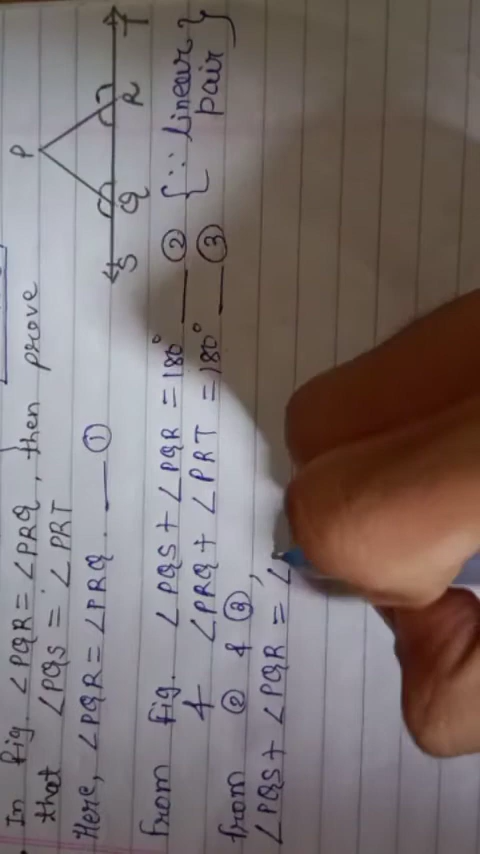 In fig. ∠PQR = ∠PRQ, then prove
that ∠PQS = ∠PRT
Here, ∠PQR = ∠PRQ. — ①
from fig. ∠PQS + ∠PQR = 180° — ② {∵ linear
& ∠PRQ + ∠PRT = 180° — ③ pair}
from ② & ③,
∠PQS + ∠PQR = ∠
P
S Q R T